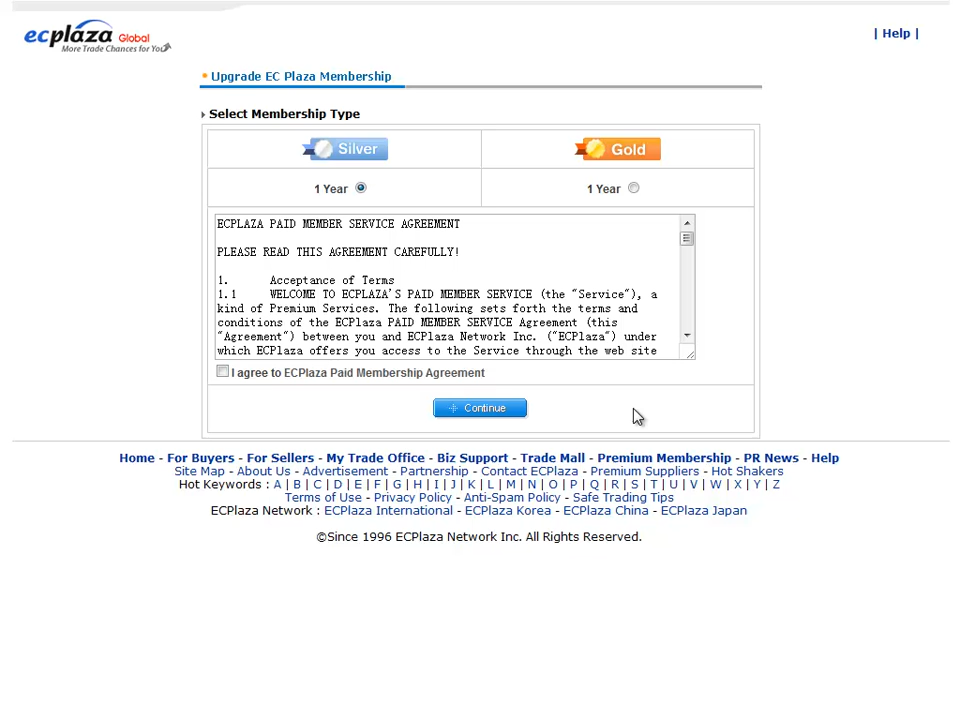 ecplaza Global
More Trade Chances for You
| Help |
Upgrade EC Plaza Membership
Select Membership Type
Silver
Gold
1 Year
1 Year
ECPLAZA PAID MEMBER SERVICE AGREEMENT
PLEASE READ THIS AGREEMENT CAREFULLY!
1. Acceptance of Terms
1.1 WELCOME TO ECPLAZA'S PAID MEMBER SERVICE (the "Service"), a
kind of Premium Services. The following sets forth the terms and
conditions of the ECPlaza PAID MEMBER SERVICE Agreement (this
"Agreement") between you and ECPlaza Network Inc. ("ECPlaza") under
which ECPlaza offers you access to the Service through the web site
I agree to ECPlaza Paid Membership Agreement
Continue
Home - For Buyers - For Sellers - My Trade Office - Biz Support - Trade Mall - Premium Membership - PR News - Help
Site Map - About Us - Advertisement - Partnership - Contact ECPlaza - Premium Suppliers - Hot Shakers
Hot Keywords : A | B | C | D | E | F | G | H | I | J | K | L | M | N | O | P | Q | R | S | T | U | V | W | X | Y | Z
Terms of Use - Privacy Policy - Anti-Spam Policy - Safe Trading Tips
ECPlaza Network : ECPlaza International - ECPlaza Korea - ECPlaza China - ECPlaza Japan
©Since 1996 ECPlaza Network Inc. All Rights Reserved.